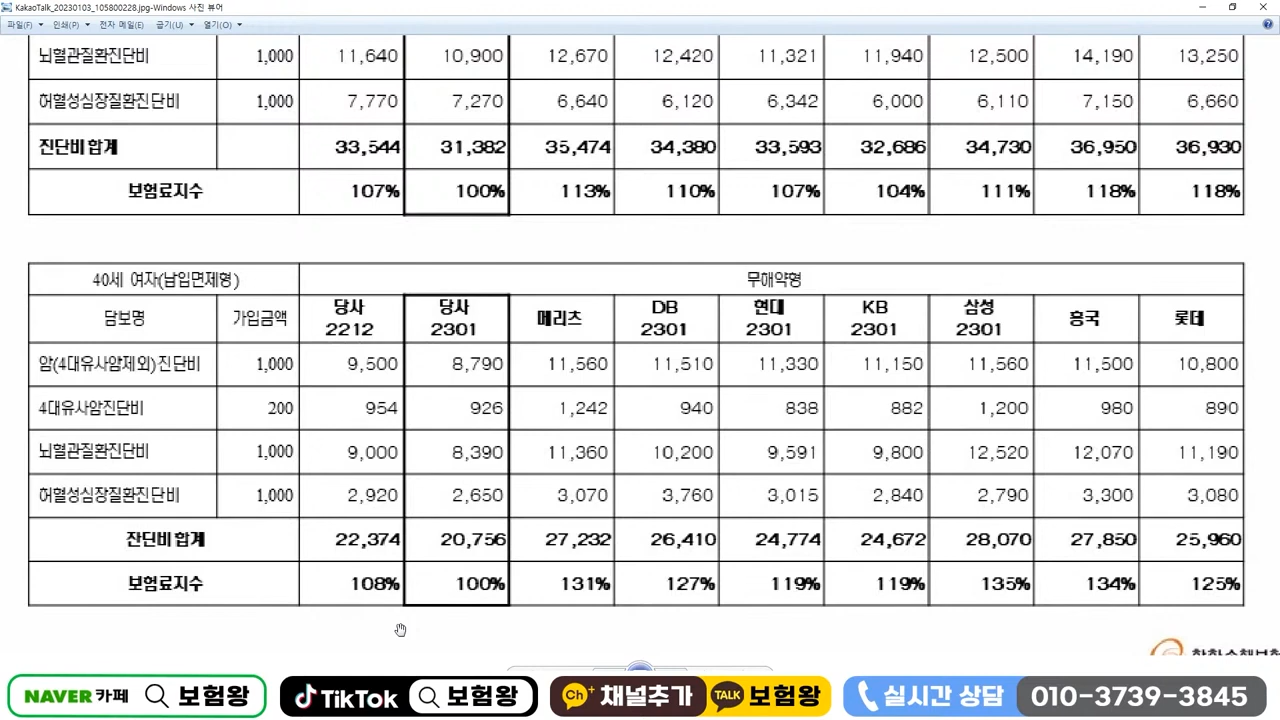 KakaoTalk_20230103_105800228.jpg-Windows 사진 뷰어
파일(F) 인쇄(P) 전자 메일(E) 굽기(U) 열기(O)
뇌혈관질환진단비 1,000 11,640 10,900 12,670 12,420 11,321 11,940 12,500 14,190 13,250
허혈성심장질환진단비 1,000 7,770 7,270 6,640 6,120 6,342 6,000 6,110 7,150 6,660
진단비 합계 33,544 31,382 35,474 34,380 33,593 32,686 34,730 36,950 36,930
보험료지수 107% 100% 113% 110% 107% 104% 111% 118% 118%
40세 여자(납입면제형) 무해약형
담보명 가입금액 당사 2212 당사 2301 메리츠 DB 2301 현대 2301 KB 2301 삼성 2301 흥국 롯데
암(4대유사암제외)진단비 1,000 9,500 8,790 11,560 11,510 11,330 11,150 11,560 11,500 10,800
4대유사암진단비 200 954 926 1,242 940 838 882 1,200 980 890
뇌혈관질환진단비 1,000 9,000 8,390 11,360 10,200 9,591 9,800 12,520 12,070 11,190
허혈성심장질환진단비 1,000 2,920 2,650 3,070 3,760 3,015 2,840 2,790 3,300 3,080
잔단비 합계 22,374 20,756 27,232 26,410 24,774 24,672 28,070 27,850 25,960
보험료지수 108% 100% 131% 127% 119% 119% 135% 134% 125%
NAVER 카페 보험왕 TikTok 보험왕 Ch+ 채널추가 TALK 보험왕 실시간 상담 010-3739-3845